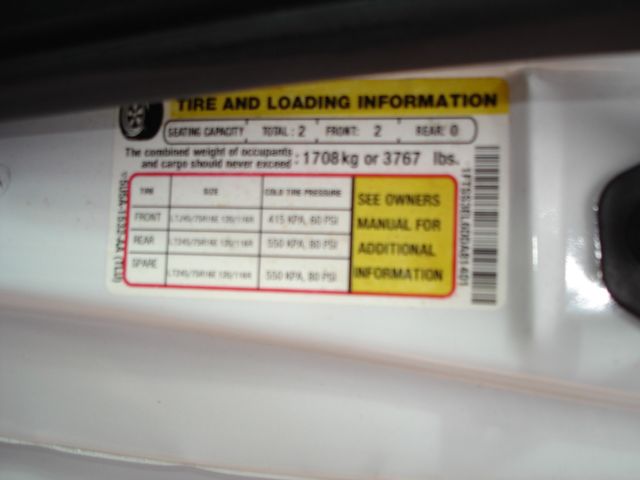 TIRE AND LOADING INFORMATION
SEATING CAPACITY TOTAL: 2 FRONT: 2 REAR: 0
The combined weight of occupants
and cargo should never exceed : 1708 kg or 3767 lbs.
TIRE SIZE COLD TIRE PRESSURE
SEE OWNERS
MANUAL FOR
ADDITIONAL
INFORMATION
FRONT 415 KPA, 60 PSI
REAR 550 KPA, 80 PSI
SPARE 550 KPA, 80 PSI